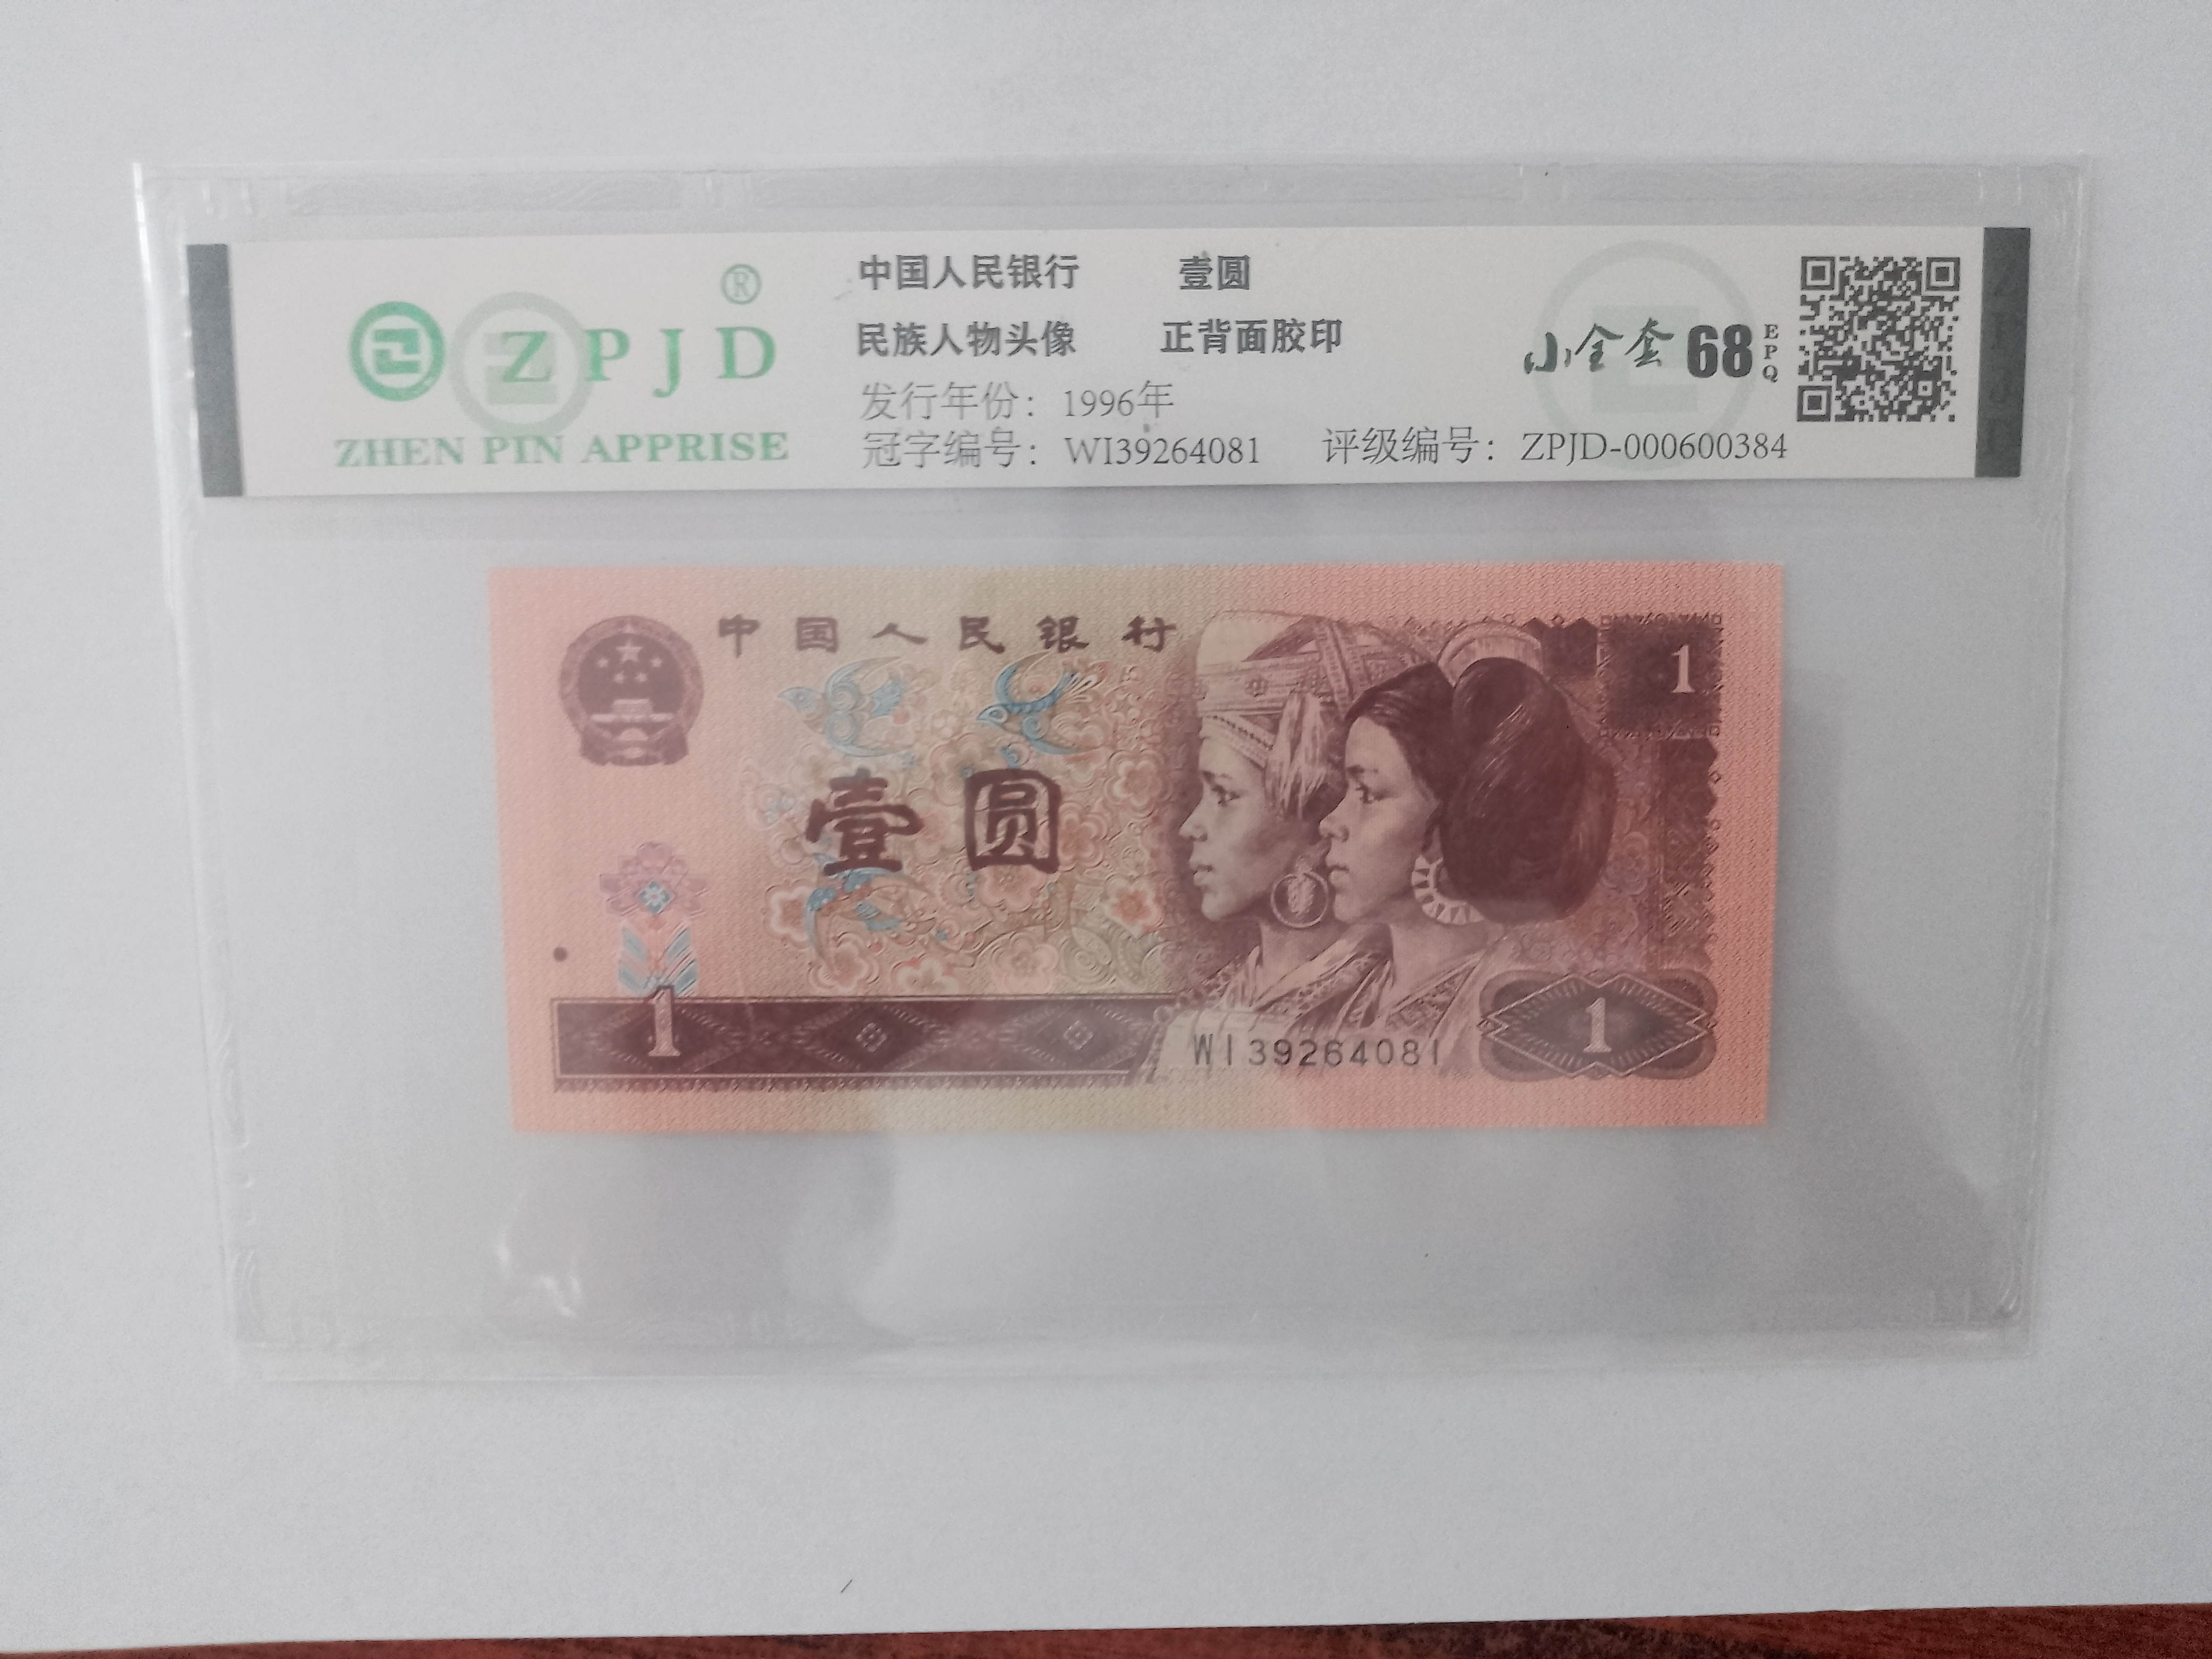 ZPJD®
ZHEN PIN APPRISE
中国人民银行 壹圆
民族人物头像 正背面胶印
发行年份：1996年
冠字编号：WI39264081 评级编号：ZPJD-000600384
小全套 68 EPQ
中国人民银行
1
壹圆
1
WI39264081
1